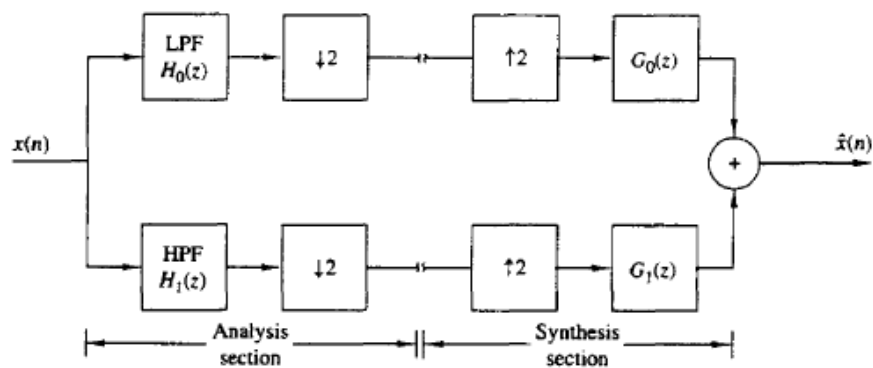 LPF
H₀(z)
↓2
↑2
G₀(z)
x(n)
+
x̂(n)
HPF
H₁(z)
↓2
↑2
G₁(z)
Analysis
section
Synthesis
section